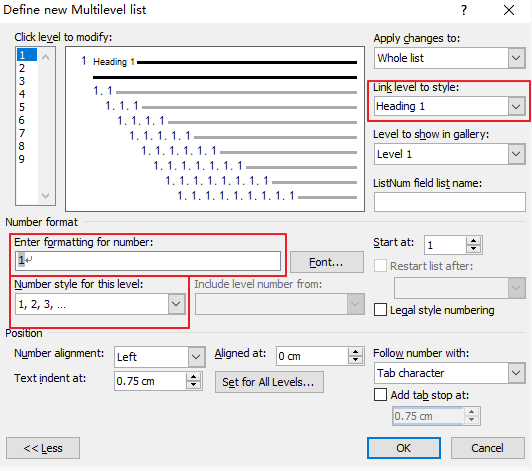 Define new Multilevel list
?
×
Click level to modify:
1
2
3
4
5
6
7
8
9
1 Heading 1
1. 1
1. 1. 1
1. 1. 1. 1
1. 1. 1. 1. 1
1. 1. 1. 1. 1. 1
1. 1. 1. 1. 1. 1. 1
1. 1. 1. 1. 1. 1. 1. 1
1. 1. 1. 1. 1. 1. 1. 1. 1
Apply changes to:
Whole list
Link level to style:
Heading 1
Level to show in gallery:
Level 1
ListNum field list name:
Number format
Enter formatting for number:
1↵
Font...
Number style for this level:
1, 2, 3, ...
Include level number from:
Start at:
1
Restart list after:
Legal style numbering
Position
Number alignment:
Left
Aligned at:
0 cm
Text indent at:
0.75 cm
Set for All Levels...
Follow number with:
Tab character
Add tab stop at:
0.75 cm
<< Less
OK
Cancel